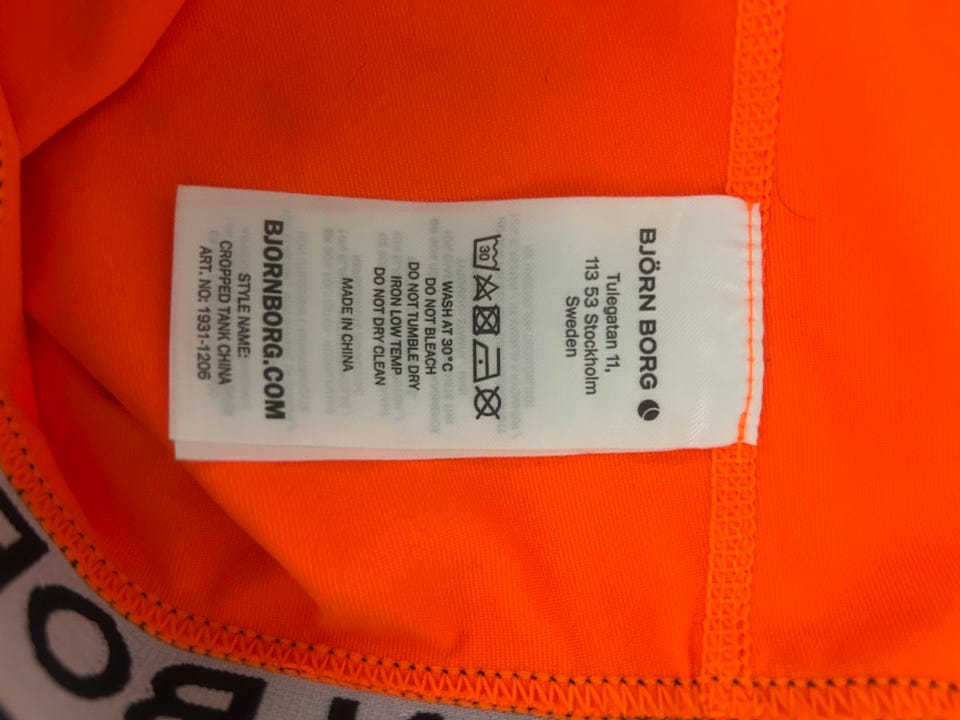 BJÖRN BORG
Tulegatan 11,
113 53 Stockholm
Sweden
30
WASH AT 30°C
DO NOT BLEACH
DO NOT TUMBLE DRY
IRON LOW TEMP
DO NOT DRY CLEAN
MADE IN CHINA
BJORNBORG.COM
STYLE NAME:
CROPPED TANK CHINA
ART. NO: 1931-1206